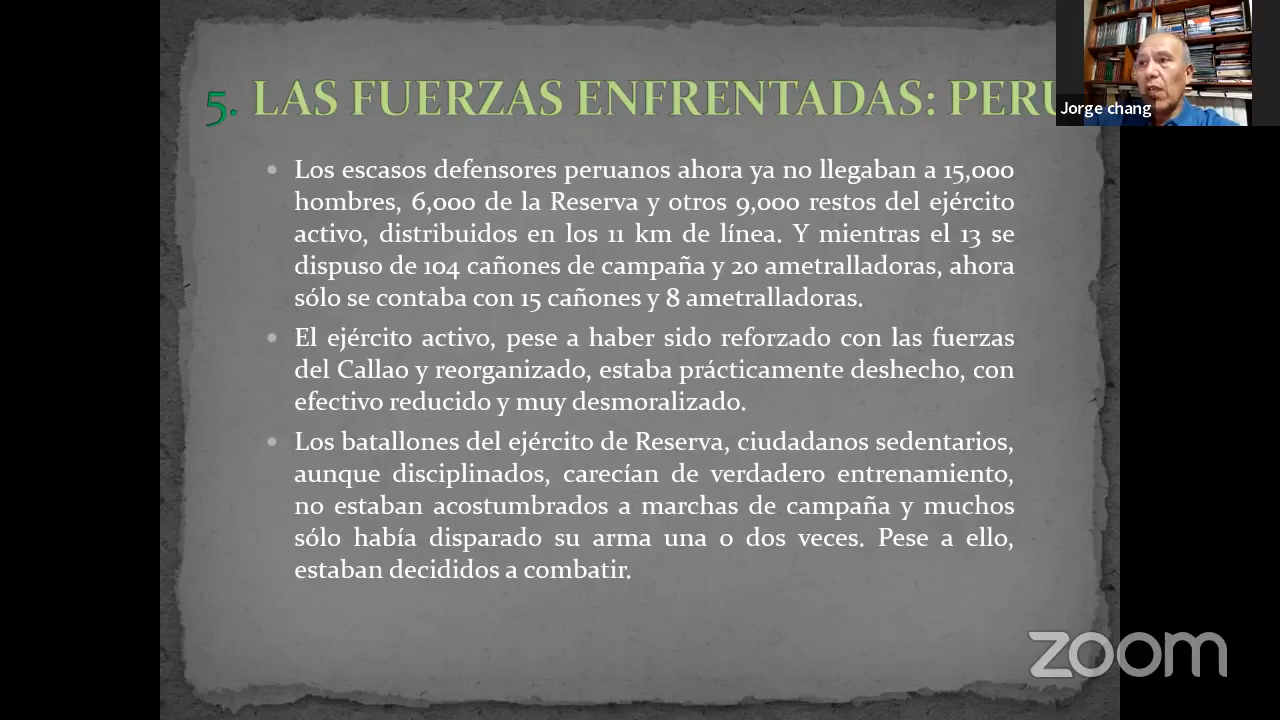 5. LAS FUERZAS ENFRENTADAS: PERU
Jorge chang
• Los escasos defensores peruanos ahora ya no llegaban a 15,000
hombres, 6,000 de la Reserva y otros 9,000 restos del ejército
activo, distribuidos en los 11 km de línea. Y mientras el 13 se
dispuso de 104 cañones de campaña y 20 ametralladoras, ahora
sólo se contaba con 15 cañones y 8 ametralladoras.
• El ejército activo, pese a haber sido reforzado con las fuerzas
del Callao y reorganizado, estaba prácticamente deshecho, con
efectivo reducido y muy desmoralizado.
• Los batallones del ejército de Reserva, ciudadanos sedentarios,
aunque disciplinados, carecían de verdadero entrenamiento,
no estaban acostumbrados a marchas de campaña y muchos
sólo había disparado su arma una o dos veces. Pese a ello,
estaban decididos a combatir.
zoom